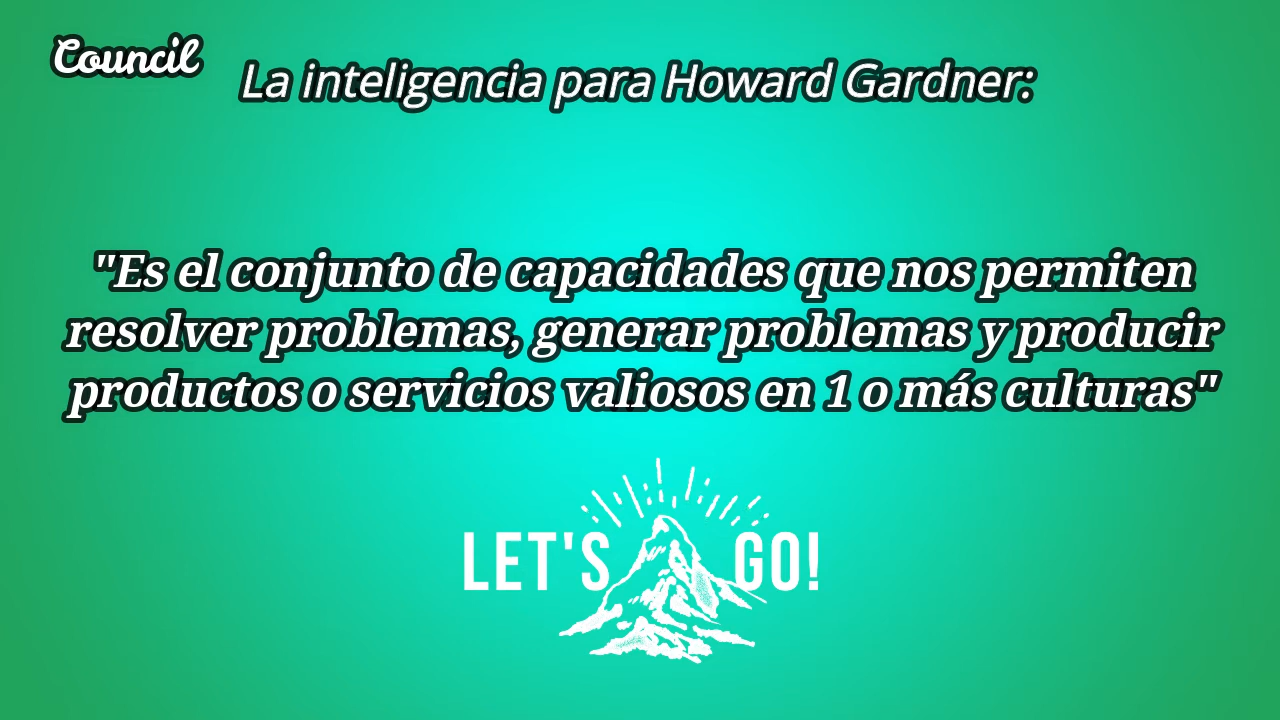 Council
La inteligencia para Howard Gardner:
"Es el conjunto de capacidades que nos permiten
resolver problemas, generar problemas y producir
productos o servicios valiosos en 1 o más culturas"
LET'S GO!